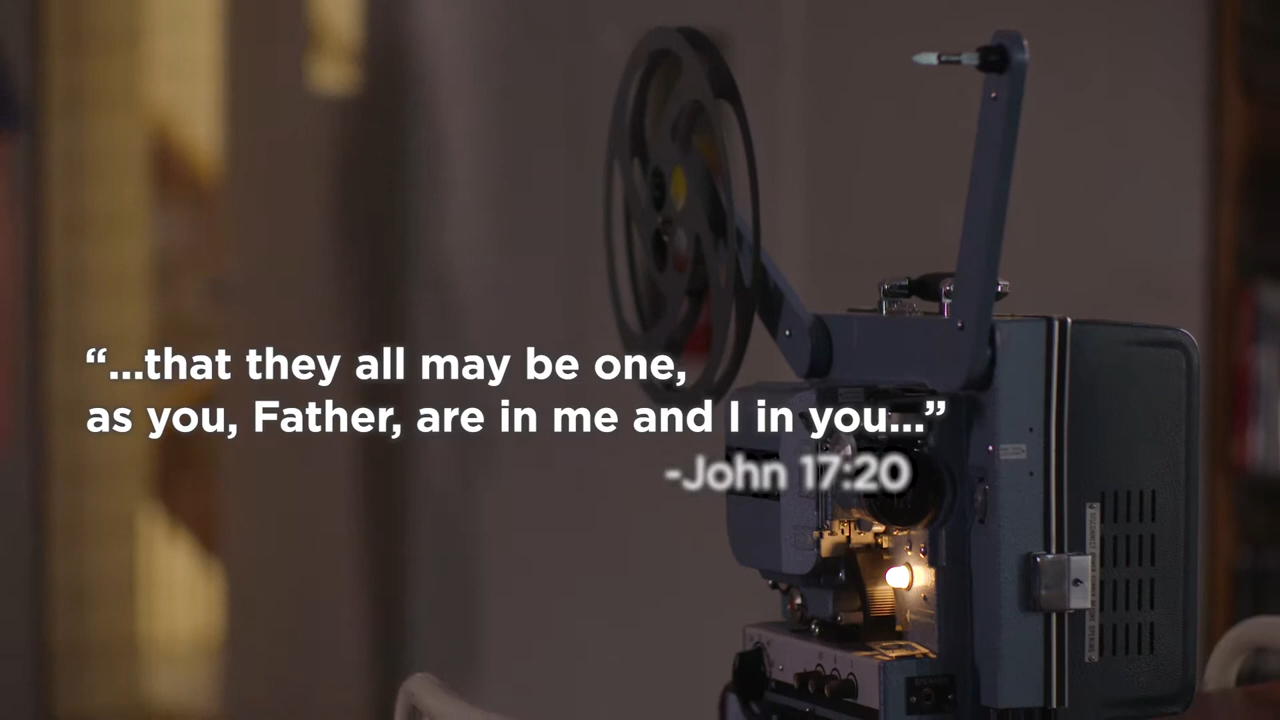 “...that they all may be one,
as you, Father, are in me and I in you...”
-John 17:20